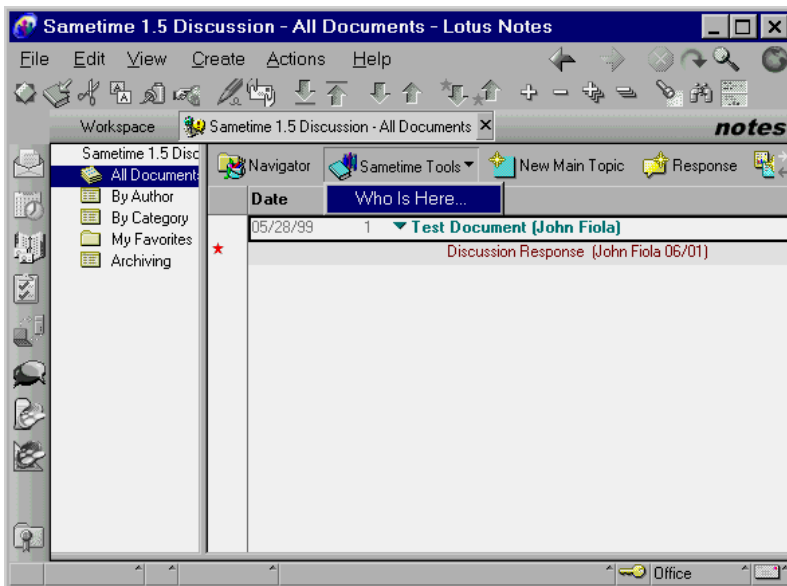 Sametime 1.5 Discussion - All Documents - Lotus Notes
File Edit View Create Actions Help
Workspace Sametime 1.5 Discussion - All Documents notes
Sametime 1.5 Disc
All Document
By Author
By Category
My Favorites
Archiving
Navigator Sametime Tools New Main Topic Response
Who Is Here...
Date
05/28/99 1 Test Document (John Fiola)
Discussion Response (John Fiola 06/01)
Office